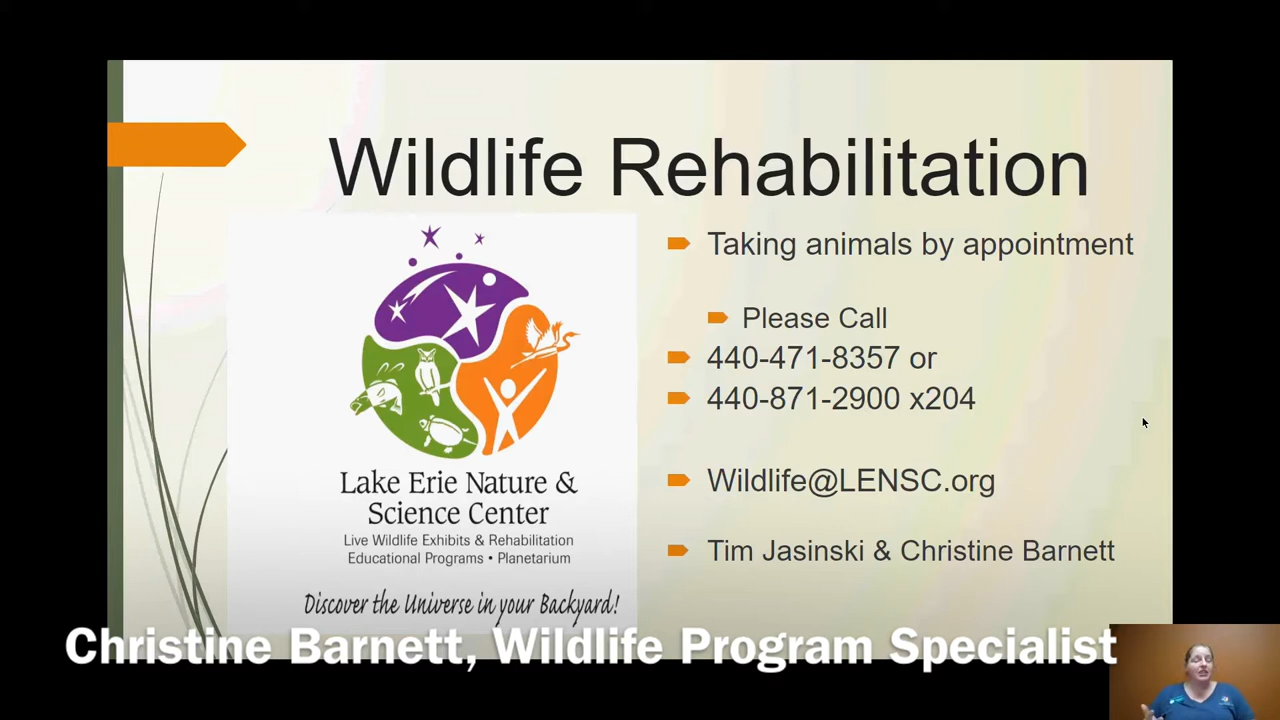 Wildlife Rehabilitation
Taking animals by appointment
Please Call
440-471-8357 or
440-871-2900 x204
Wildlife@LENSC.org
Tim Jasinski & Christine Barnett
Lake Erie Nature &
Science Center
Live Wildlife Exhibits & Rehabilitation
Educational Programs • Planetarium
Discover the Universe in your Backyard!
Christine Barnett, Wildlife Program Specialist